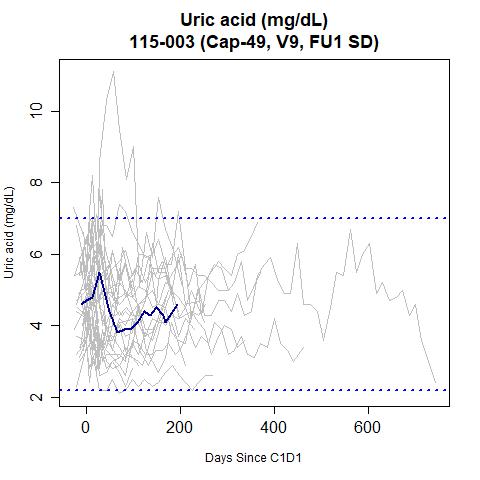 Uric acid (mg/dL)
115-003 (Cap-49, V9, FU1 SD)
Uric acid (mg/dL)
10
8
6
4
2
0
200
400
600
Days Since C1D1